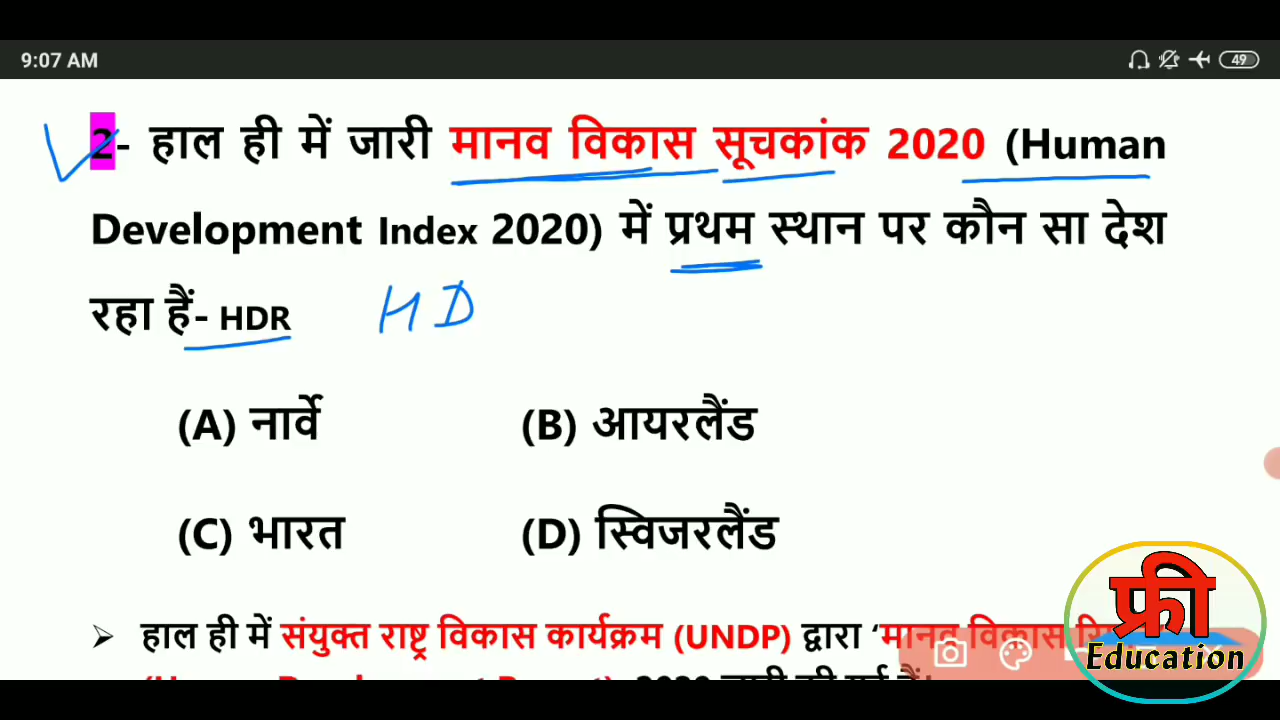 9:07 AM
49
2- हाल ही में जारी मानव विकास सूचकांक 2020 (Human
Development Index 2020) में प्रथम स्थान पर कौन सा देश
रहा हैं- HDR HD
(A) नार्वे (B) आयरलैंड
(C) भारत (D) स्विजरलैंड
➢ हाल ही में संयुक्त राष्ट्र विकास कार्यक्रम (UNDP) द्वारा ‘मानव विकास
फ्री
Education